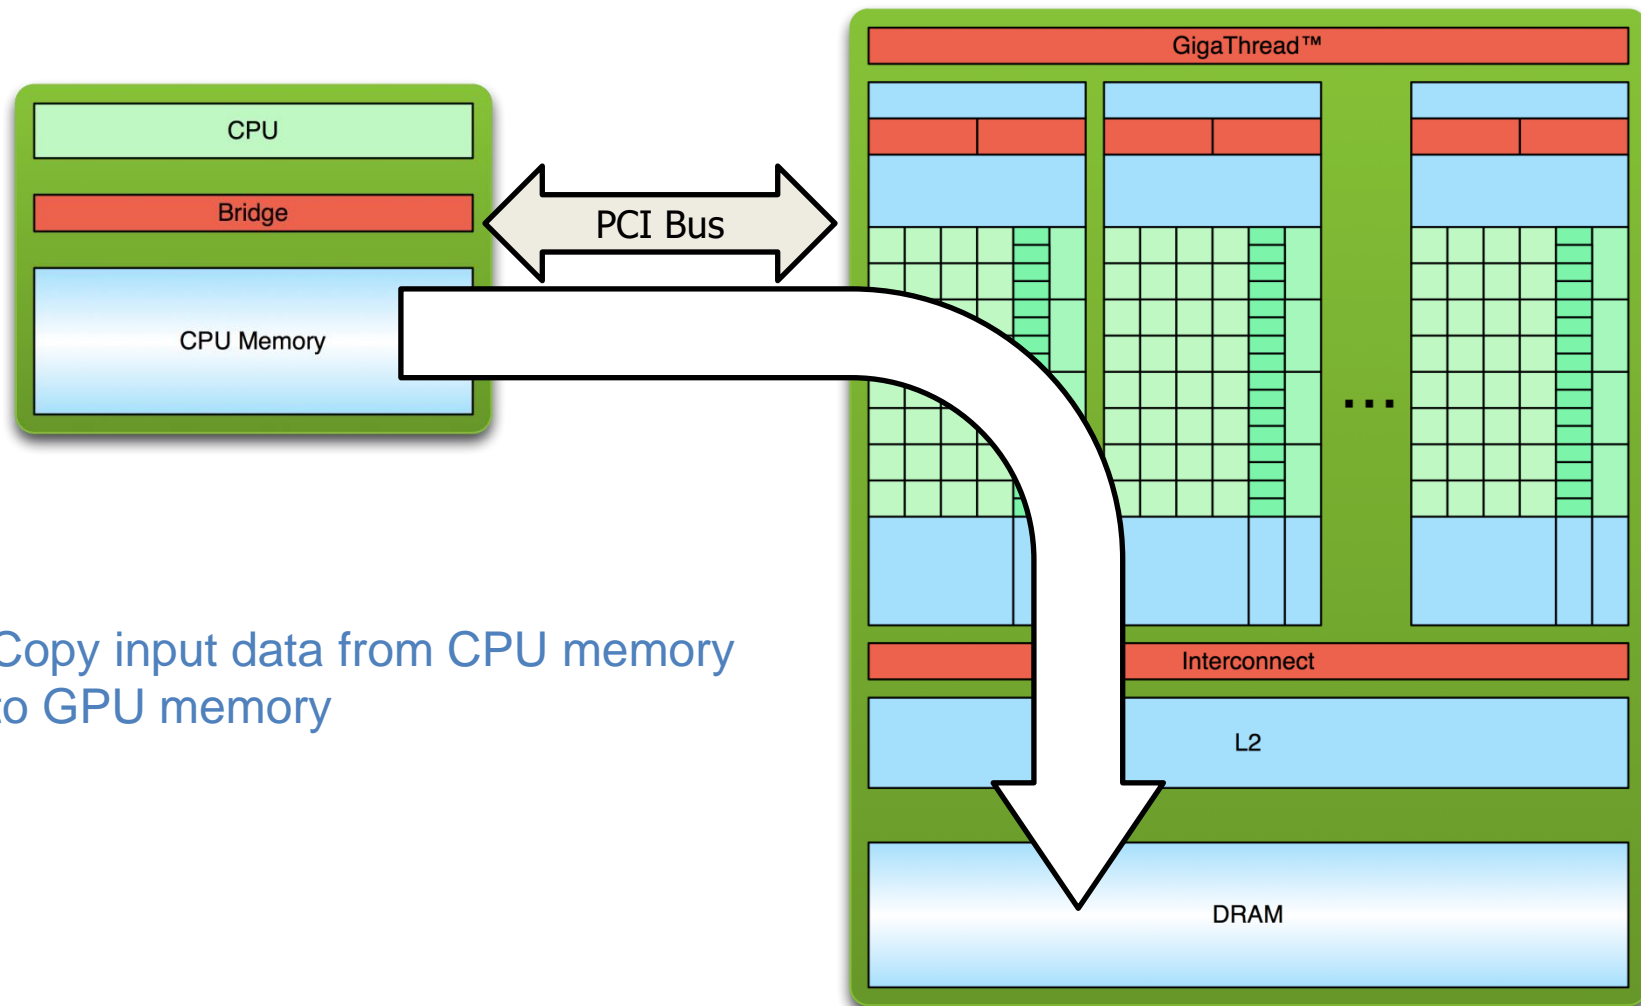 GigaThread™
CPU
Bridge
PCI Bus
CPU Memory
...
Copy input data from CPU memory
to GPU memory
Interconnect
L2
DRAM